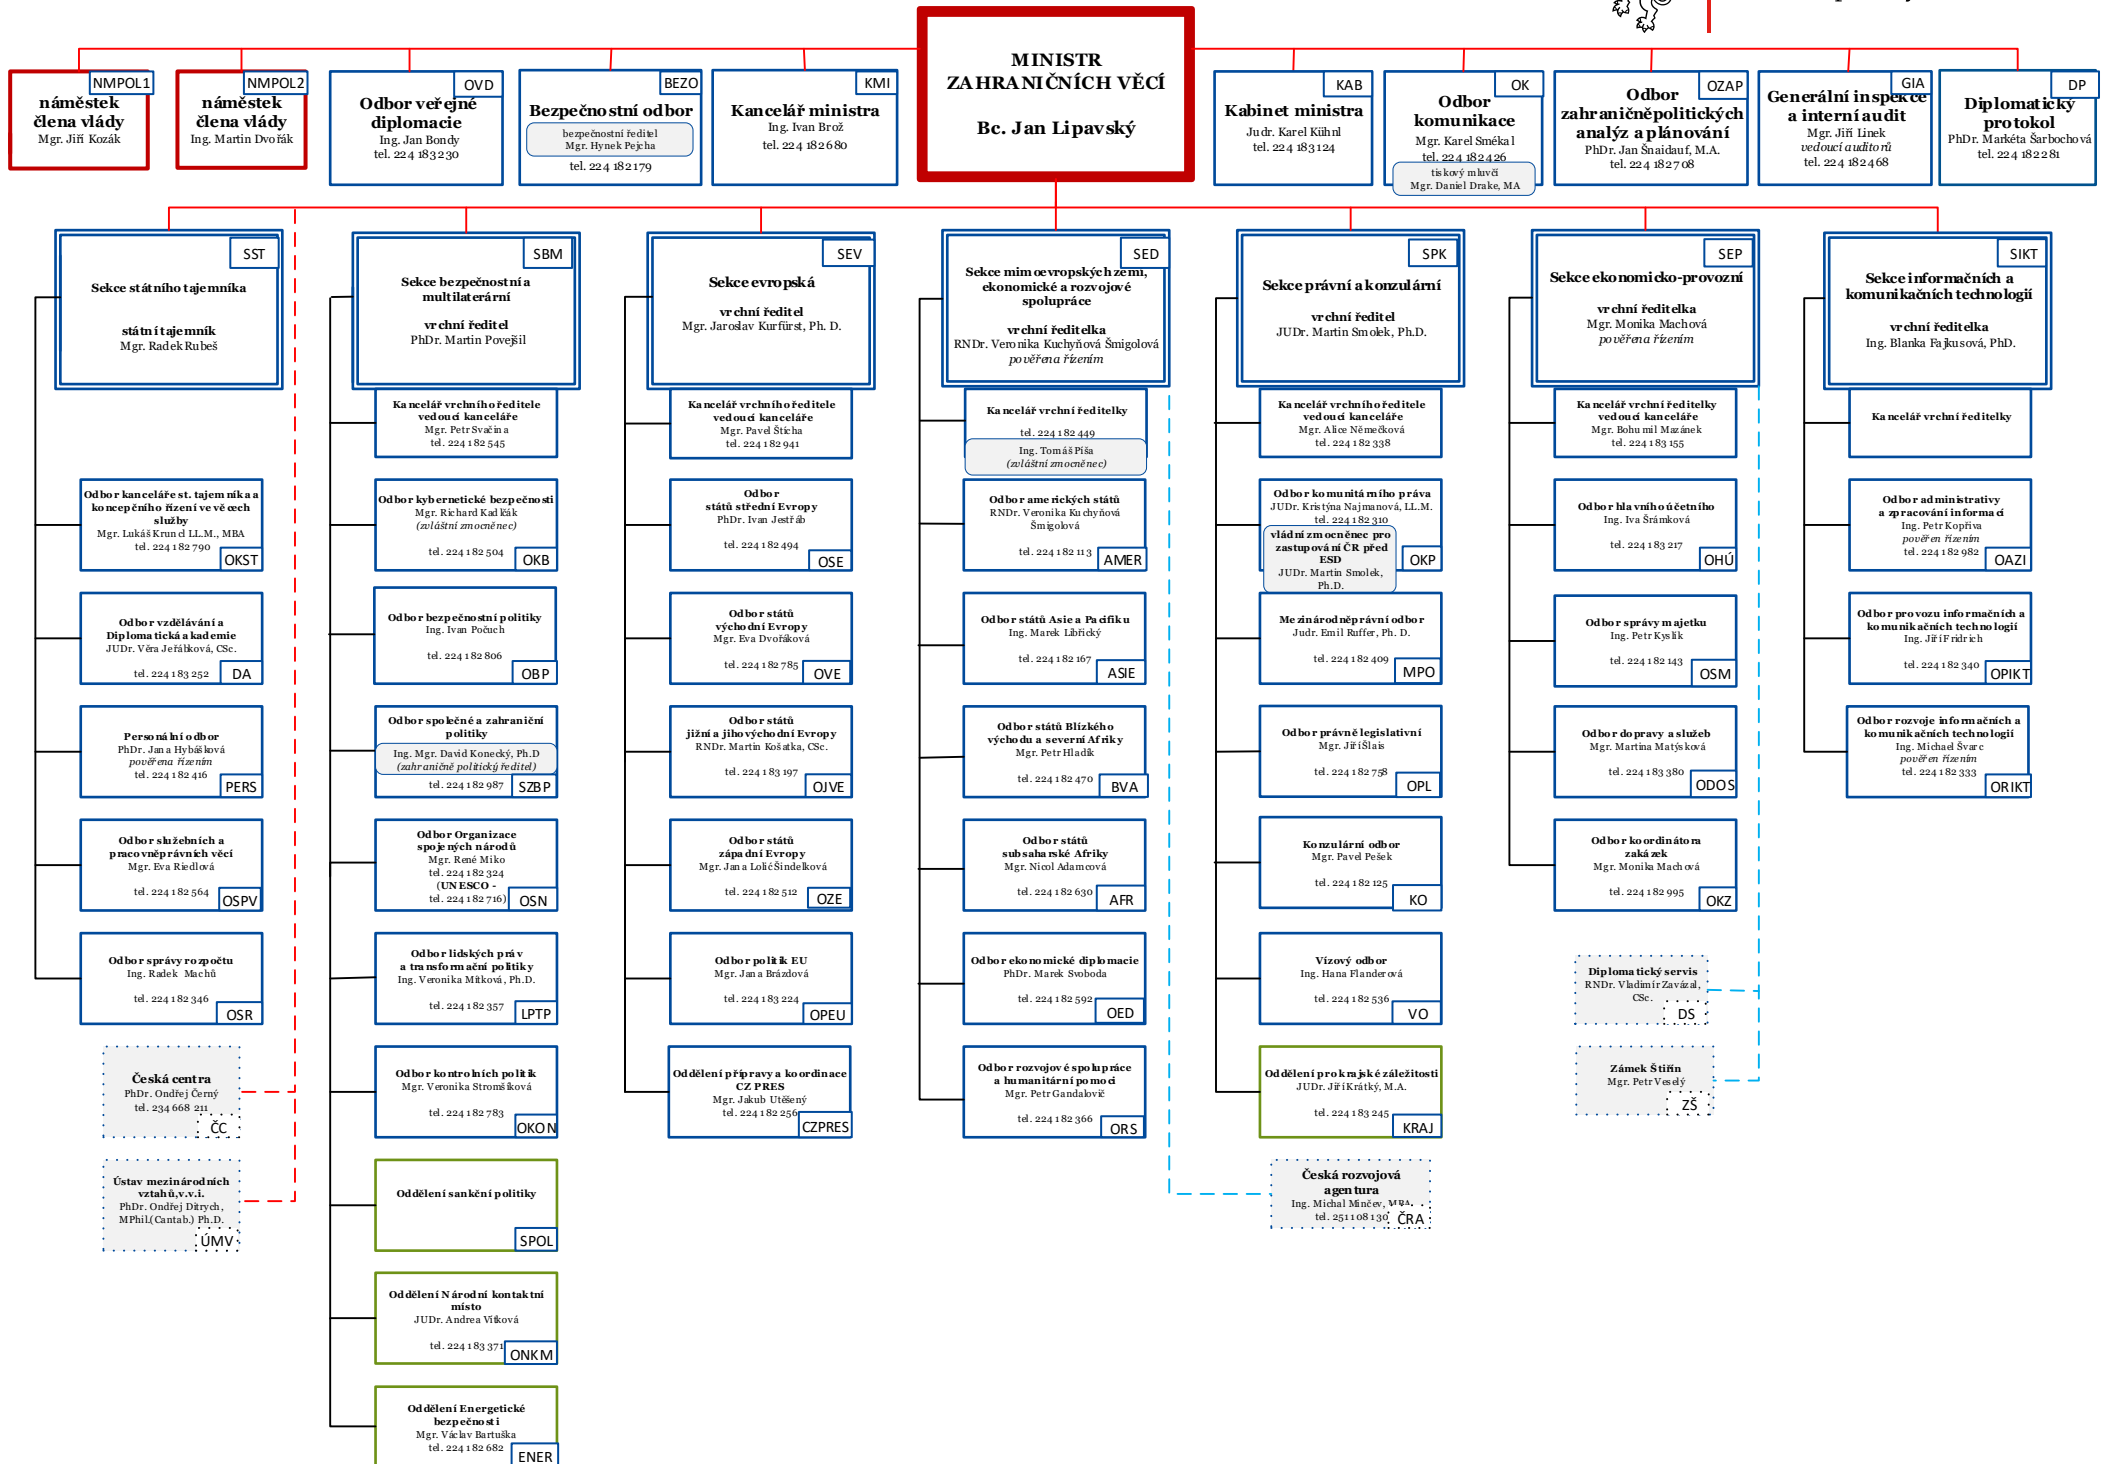 MINISTR
ZAHRANIČNÍCH VĚCÍ
Bc. Jan Lipavský
NMPOL1
náměstek
člena vlády
Mgr. Jiří Kozák
NMPOL2
náměstek
člena vlády
Ing. Martin Dvořák
OVD
Odbor veřejné
diplomacie
Ing. Jan Bondy
tel. 224 183 230
BEZO
Bezpečnostní odbor
bezpečnostní ředitel
Mgr. Hynek Pejcha
tel. 224 182 179
KMI
Kancelář ministra
Ing. Ivan Brož
tel. 224 182 680
KAB
Kabinet ministra
Judr. Karel Kühnl
tel. 224 183 124
OK
Odbor
komunikace
Mgr. Karel Smékal
tel. 224 182 426
tiskový mluvčí
Mgr. Daniel Drake, MA
OZAP
Odbor
zahraničněpolitických
analýz a plánování
PhDr. Jan Šnaidauf, M.A.
tel. 224 182 708
GIA
Generální inspekce
a interní audit
Mgr. Jiří Linek
vedoucí auditorů
tel. 224 182 468
DP
Diplomatický
protokol
PhDr. Markéta Šarbochová
tel. 224 182 281
SST
Sekce státního tajemníka
státní tajemník
Mgr. Radek Rubeš
Odbor kanceláře st. tajemníka a
koncepčního řízení ve věcech
služby
Mgr. Lukáš Kruncl LL.M., MBA
tel. 224 182 790
OKST
Odbor vzdělávání a
Diplomatická akademie
JUDr. Věra Jeřábková, CSc.
tel. 224 183 252
DA
Personální odbor
PhDr. Jana Hybášková
pověřena řízením
tel. 224 182 416
PERS
Odbor služebních a
pracovněprávních věcí
Mgr. Eva Riedlová
tel. 224 182 564
OSPV
Odbor správy rozpočtu
Ing. Radek Machů
tel. 224 182 346
OSR
Česká centra
PhDr. Ondřej Černý
tel. 234 668 211
ČC
Ústav mezinárodních
vztahů,v.v.i.
PhDr. Ondřej Ditrych,
MPhil.(Cantab.) Ph.D.
ÚMV
SBM
Sekce bezpečnostní a
multilaterární
vrchní ředitel
PhDr. Martin Povejšil
Kancelář vrchního ředitele
vedoucí kanceláře
Mgr. Petr Svačina
tel. 224 182 545
Odbor kybernetické bezpečnosti
Mgr. Richard Kadlčák
(zvláštní zmocněnec)
tel. 224 182 504
OKB
Odbor bezpečnostní politiky
Ing. Ivan Počuch
tel. 224 182 806
OBP
Odbor společné a zahraniční
politiky
Ing. Mgr. David Konecký, Ph.D
(zahraničně politický ředitel)
tel. 224 182 987
SZBP
Odbor Organizace
spojených národů
Mgr. René Miko
tel. 224 182 324
(UNESCO -
tel. 224 182 716)
OSN
Odbor lidských práv
a transformační politiky
Ing. Veronika Mítková, Ph.D.
tel. 224 182 357
LPTP
Odbor kontrolních politik
Mgr. Veronika Stromšíková
tel. 224 182 783
OKON
Oddělení sankční politiky
SPOL
Oddělení Národní kontaktní
místo
JUDr. Andrea Vítková
tel. 224 183 371
ONKM
Oddělení Energetické
bezpečnosti
Mgr. Václav Bartuška
tel. 224 182 682
ENER
SEV
Sekce evropská
vrchní ředitel
Mgr. Jaroslav Kurfürst, Ph. D.
Kancelář vrchního ředitele
vedoucí kanceláře
Mgr. Pavel Šticha
tel. 224 182 941
Odbor
států střední Evropy
PhDr. Ivan Jestřáb
tel. 224 182 494
OSE
Odbor států
východní Evropy
Mgr. Eva Dvořáková
tel. 224 182 785
OVE
Odbor států
jižní a jihovýchodní Evropy
RNDr. Martin Košatka, CSc.
tel. 224 183 197
OJVE
Odbor států
západní Evropy
Mgr. Jana Lolić Šindelková
tel. 224 182 512
OZE
Odbor politik EU
Mgr. Jana Brázdová
tel. 224 183 224
OPEU
Oddělení přípravy a koordinace
CZ PRES
Mgr. Jakub Utěšený
tel. 224 182 256
CZPRES
SED
Sekce mimoevropských zemí,
ekonomické a rozvojové
spolupráce
vrchní ředitelka
RNDr. Veronika Kuchyňová Šmigolová
pověřena řízením
Kancelář vrchní ředitelky
tel. 224 182 449
Ing. Tomáš Píša
(zvláštní zmocněnec)
Odbor amerických států
RNDr. Veronika Kuchyňová
Šmigolová
tel. 224 182 113
AMER
Odbor států Asie a Pacifiku
Ing. Marek Libřický
tel. 224 182 167
ASIE
Odbor států Blízkého
východu a severní Afriky
Mgr. Petr Hladík
tel. 224 182 470
BVA
Odbor států
subsaharské Afriky
Mgr. Nicol Adamcová
tel. 224 182 630
AFR
Odbor ekonomické diplomacie
PhDr. Marek Svoboda
tel. 224 182 592
OED
Odbor rozvojové spolupráce
a humanitární pomoci
Mgr. Petr Gandalovič
tel. 224 182 366
ORS
SPK
Sekce právní a konzulární
vrchní ředitel
JUDr. Martin Smolek, Ph.D.
Kancelář vrchního ředitele
vedoucí kanceláře
Mgr. Alice Němečková
tel. 224 182 338
Odbor komunitárního práva
JUDr. Kristýna Najmanová, LL.M.
tel. 224 182 310
vládní zmocněnec pro
zastupování ČR před
ESD
JUDr. Martin Smolek,
Ph.D.
OKP
Mezinárodněprávní odbor
Judr. Emil Ruffer, Ph. D.
tel. 224 182 409
MPO
Odbor právně legislativní
Mgr. Jiří Šlais
tel. 224 182 758
OPL
Konzulární odbor
Mgr. Pavel Pešek
tel. 224 182 125
KO
Vízový odbor
Ing. Hana Flanderová
tel. 224 182 536
VO
Oddělení pro krajské záležitosti
JUDr. Jiří Krátký, M.A.
tel. 224 183 245
KRAJ
Česká rozvojová
agentura
Ing. Michal Minčev, MBA
tel. 251108 130
ČRA
SEP
Sekce ekonomicko-provozní
vrchní ředitelka
Mgr. Monika Machová
pověřena řízením
Kancelář vrchní ředitelky
vedoucí kanceláře
Mgr. Bohumil Mazánek
tel. 224 183 155
Odbor hlavního účetního
Ing. Iva Šrámková
tel. 224 183 217
OHÚ
Odbor správy majetku
Ing. Petr Kyslík
tel. 224 182 143
OSM
Odbor dopravy a služeb
Mgr. Martina Matýsková
tel. 224 183 380
ODOS
Odbor koordinátora
zakázek
Mgr. Monika Machová
tel. 224 182 995
OKZ
Diplomatický servis
RNDr. Vladimír Zavázal,
CSc.
DS
Zámek Štiřín
Mgr. Petr Veselý
ZŠ
SIKT
Sekce informačních a
komunikačních technologií
vrchní ředitelka
Ing. Blanka Fajkusová, PhD.
Kancelář vrchní ředitelky
Odbor administrativy
a zpracování informací
Ing. Petr Kopřiva
pověřen řízením
tel. 224 182 982
OAZI
Odbor provozu informačních a
komunikačních technologií
Ing. Jiří Fridrich
tel. 224 182 340
OPIKT
Odbor rozvoje informačních a
komunikačních technologií
Ing. Michael Švarc
pověřen řízením
tel. 224 182 333
ORIKT